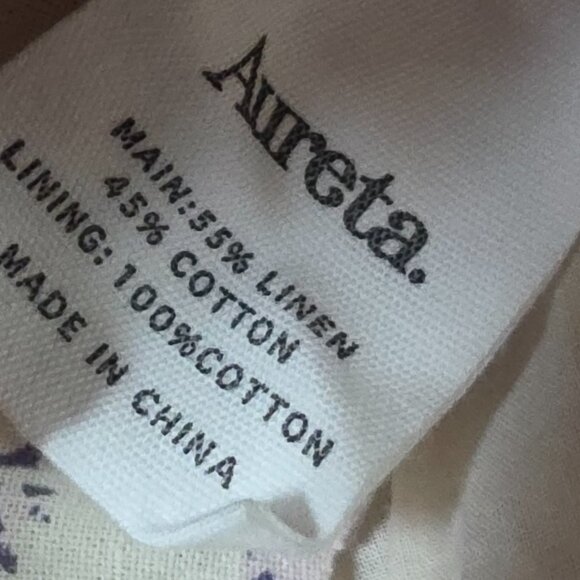 Aureta.
MAIN:55% LINEN
45% COTTON
LINING: 100%COTTON
MADE IN CHINA